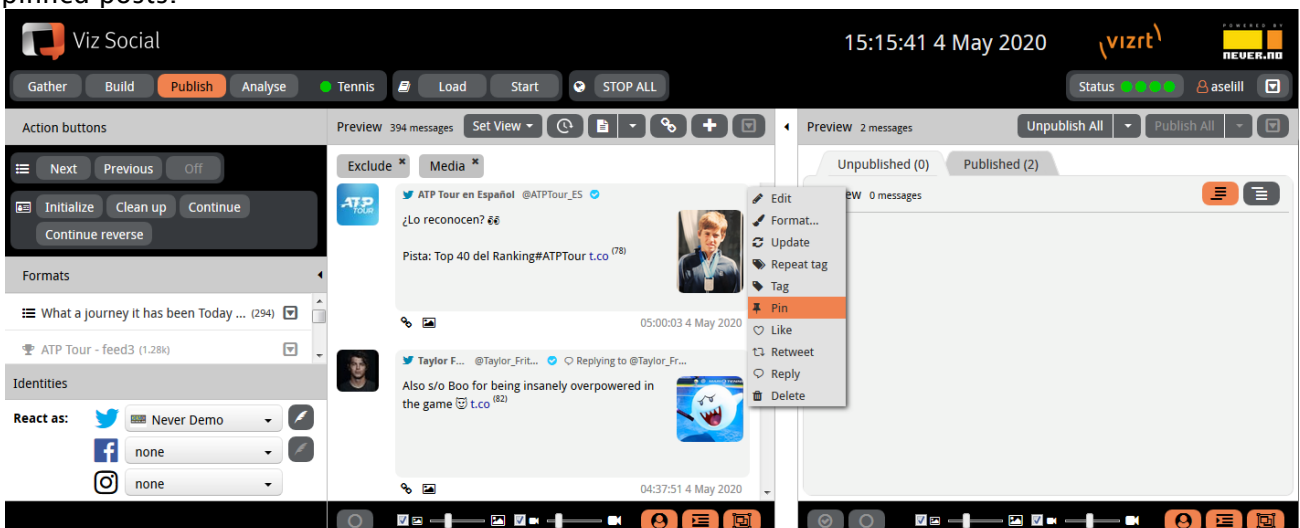 pinned posts.
Viz Social
15:15:41 4 May 2020
vizrt
POWERED BY
never.no
Gather Build Publish Analyse Tennis Load Start STOP ALL Status aselill
Action buttons
Next Previous Off
Initialize Clean up Continue
Continue reverse
Formats
What a journey it has been Today ... (294)
ATP Tour - feed3 (1.28k)
Identities
React as: Never Demo
none
none
Preview 394 messages Set View
Exclude × Media ×
ATP TOUR
ATP Tour en Español @ATPTour_ES
¿Lo reconocen? 👀
Pista: Top 40 del Ranking#ATPTour t.co (78)
05:00:03 4 May 2020
Taylor F... @Taylor_Frit... Replying to @Taylor_Fr...
Also s/o Boo for being insanely overpowered in
the game t.co (82)
04:37:51 4 May 2020
Edit
Format...
Update
Repeat tag
Tag
Pin
Like
Retweet
Reply
Delete
Preview 2 messages Unpublish All Publish All
Unpublished (0) Published (2)
ew 0 messages